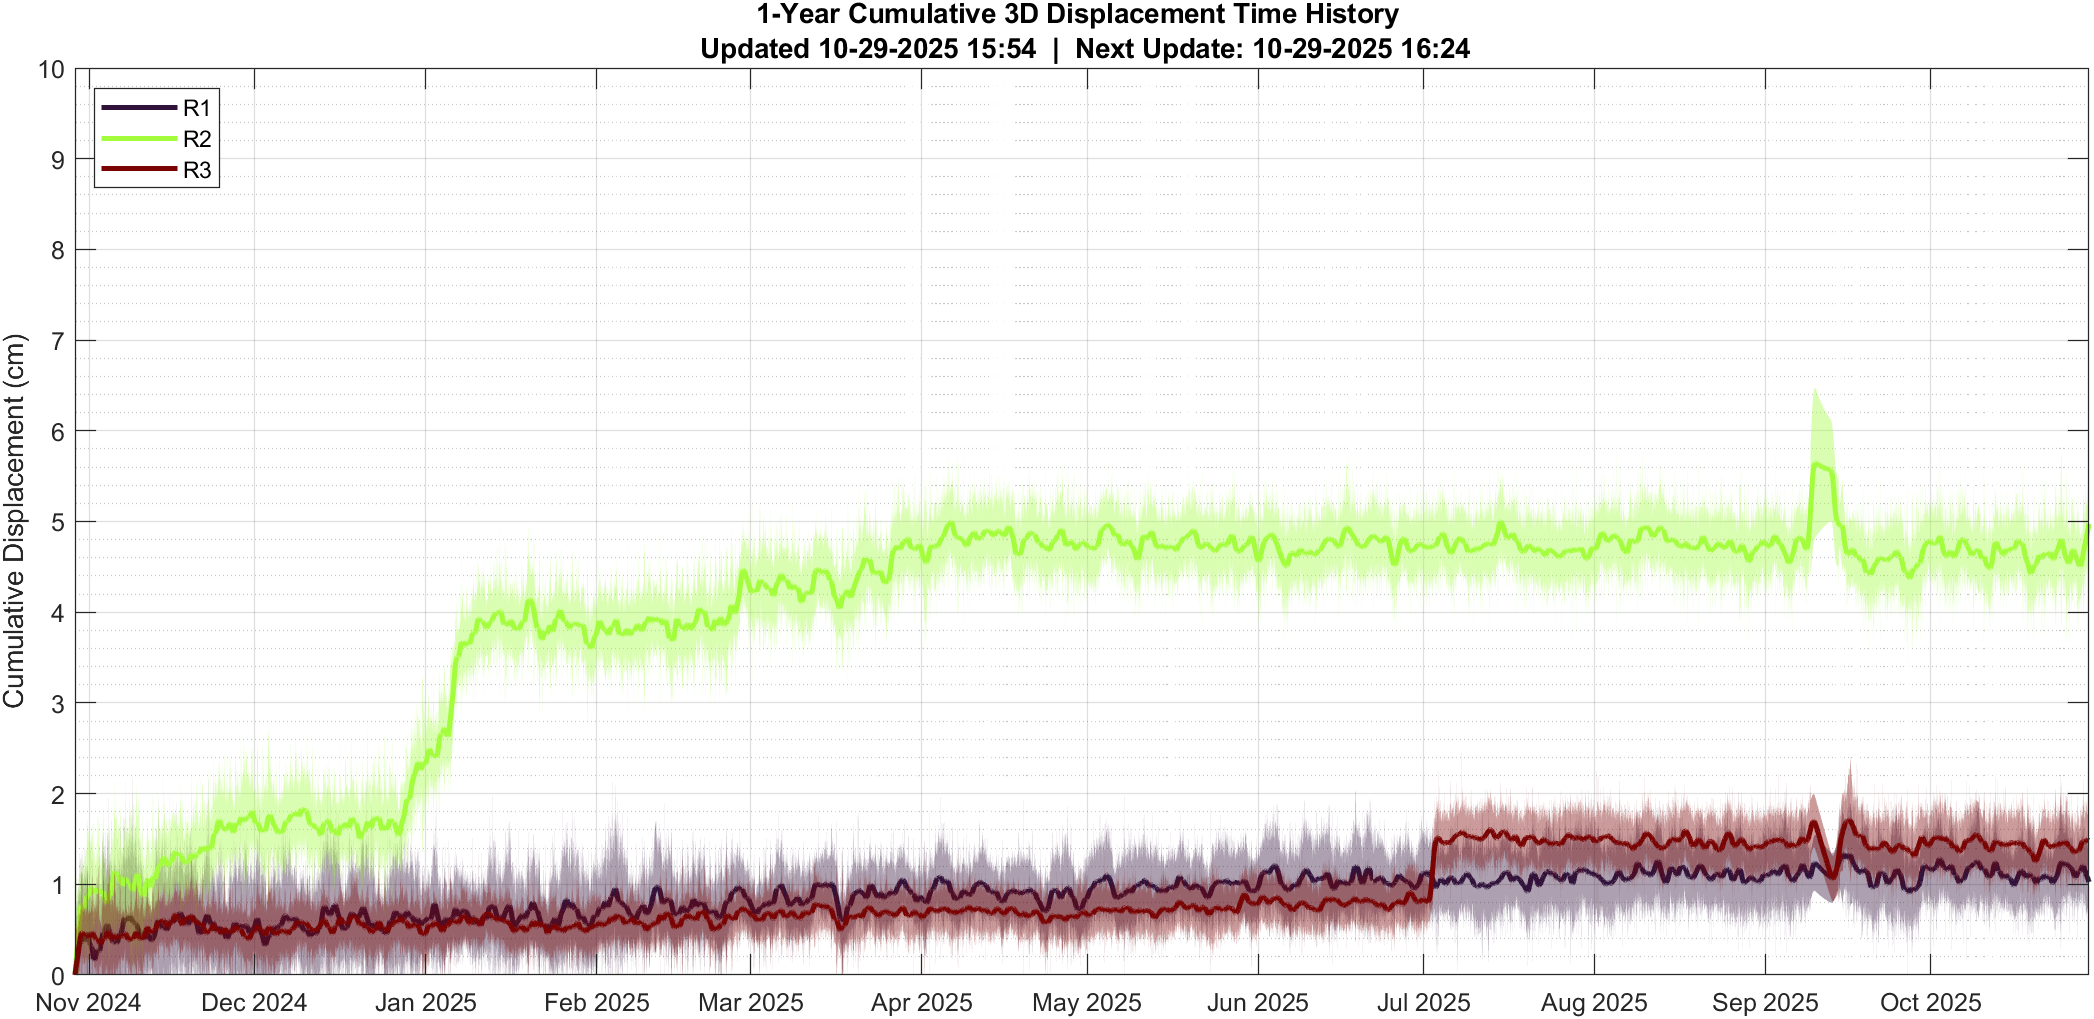 1-Year Cumulative 3D Displacement Time History
Updated 10-29-2025 15:54 | Next Update: 10-29-2025 16:24
R1
R2
R3
Cumulative Displacement (cm)
10
9
8
7
6
5
4
3
2
1
0
Nov 2024 Dec 2024 Jan 2025 Feb 2025 Mar 2025 Apr 2025 May 2025 Jun 2025 Jul 2025 Aug 2025 Sep 2025 Oct 2025